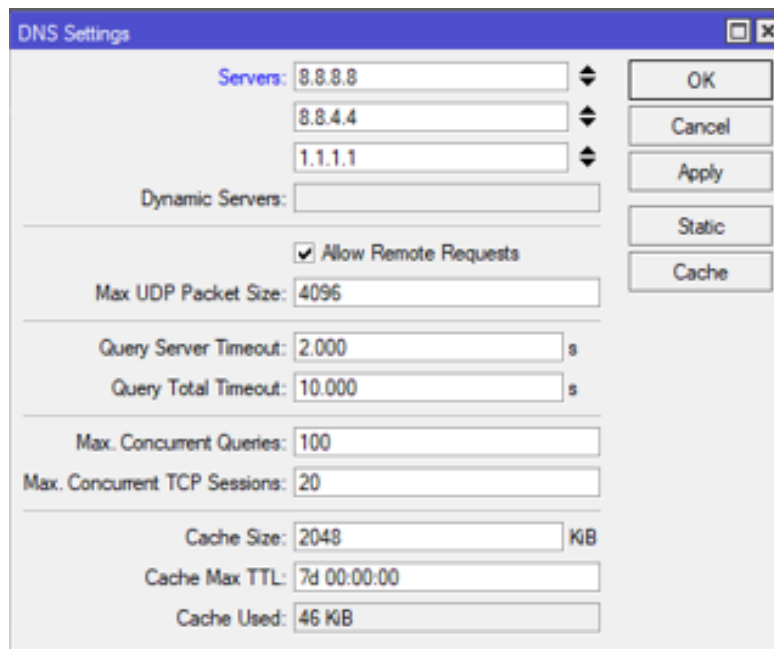 DNS Settings
Servers: 8.8.8.8
8.8.4.4
1.1.1.1
Dynamic Servers:
Allow Remote Requests
Max UDP Packet Size: 4096
Query Server Timeout: 2.000 s
Query Total Timeout: 10.000 s
Max. Concurrent Queries: 100
Max. Concurrent TCP Sessions: 20
Cache Size: 2048 KiB
Cache Max TTL: 7d 00:00:00
Cache Used: 46 KiB
OK
Cancel
Apply
Static
Cache